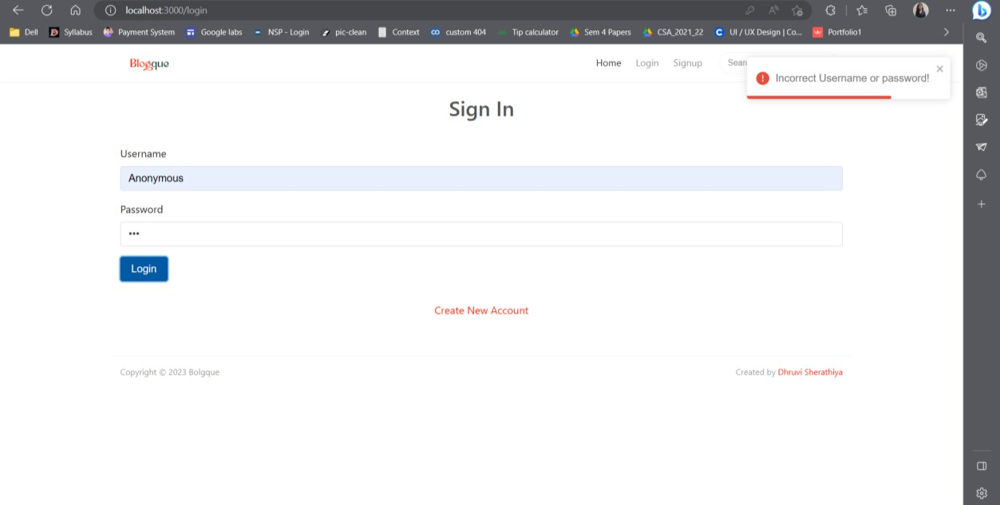 localhost:3000/login
Dell Syllabus Payment System Google labs NSP - Login pic-clean Context custom 404 Tip calculator Sem 4 Papers CSA_2021_22 UI / UX Design | Co... Portfolio1
Blogque Home Login Signup Sear
Incorrect Username or password!
Sign In
Username
Anonymous
Password
•••
Login
Create New Account
Copyright © 2023 Bolgque Created by Dhruvi Sherathiya